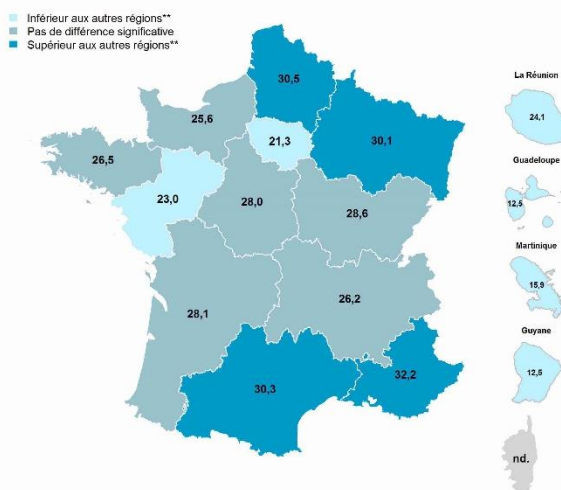 Inférieur aux autres régions**
Pas de différence significative
Supérieur aux autres régions**
30,5
La Réunion
24,1
25,6
21,3
30,1
26,5
Guadeloupe
12,5
23,0
28,0
28,6
Martinique
15,9
28,1
26,2
Guyane
12,5
32,2
30,3
nd.